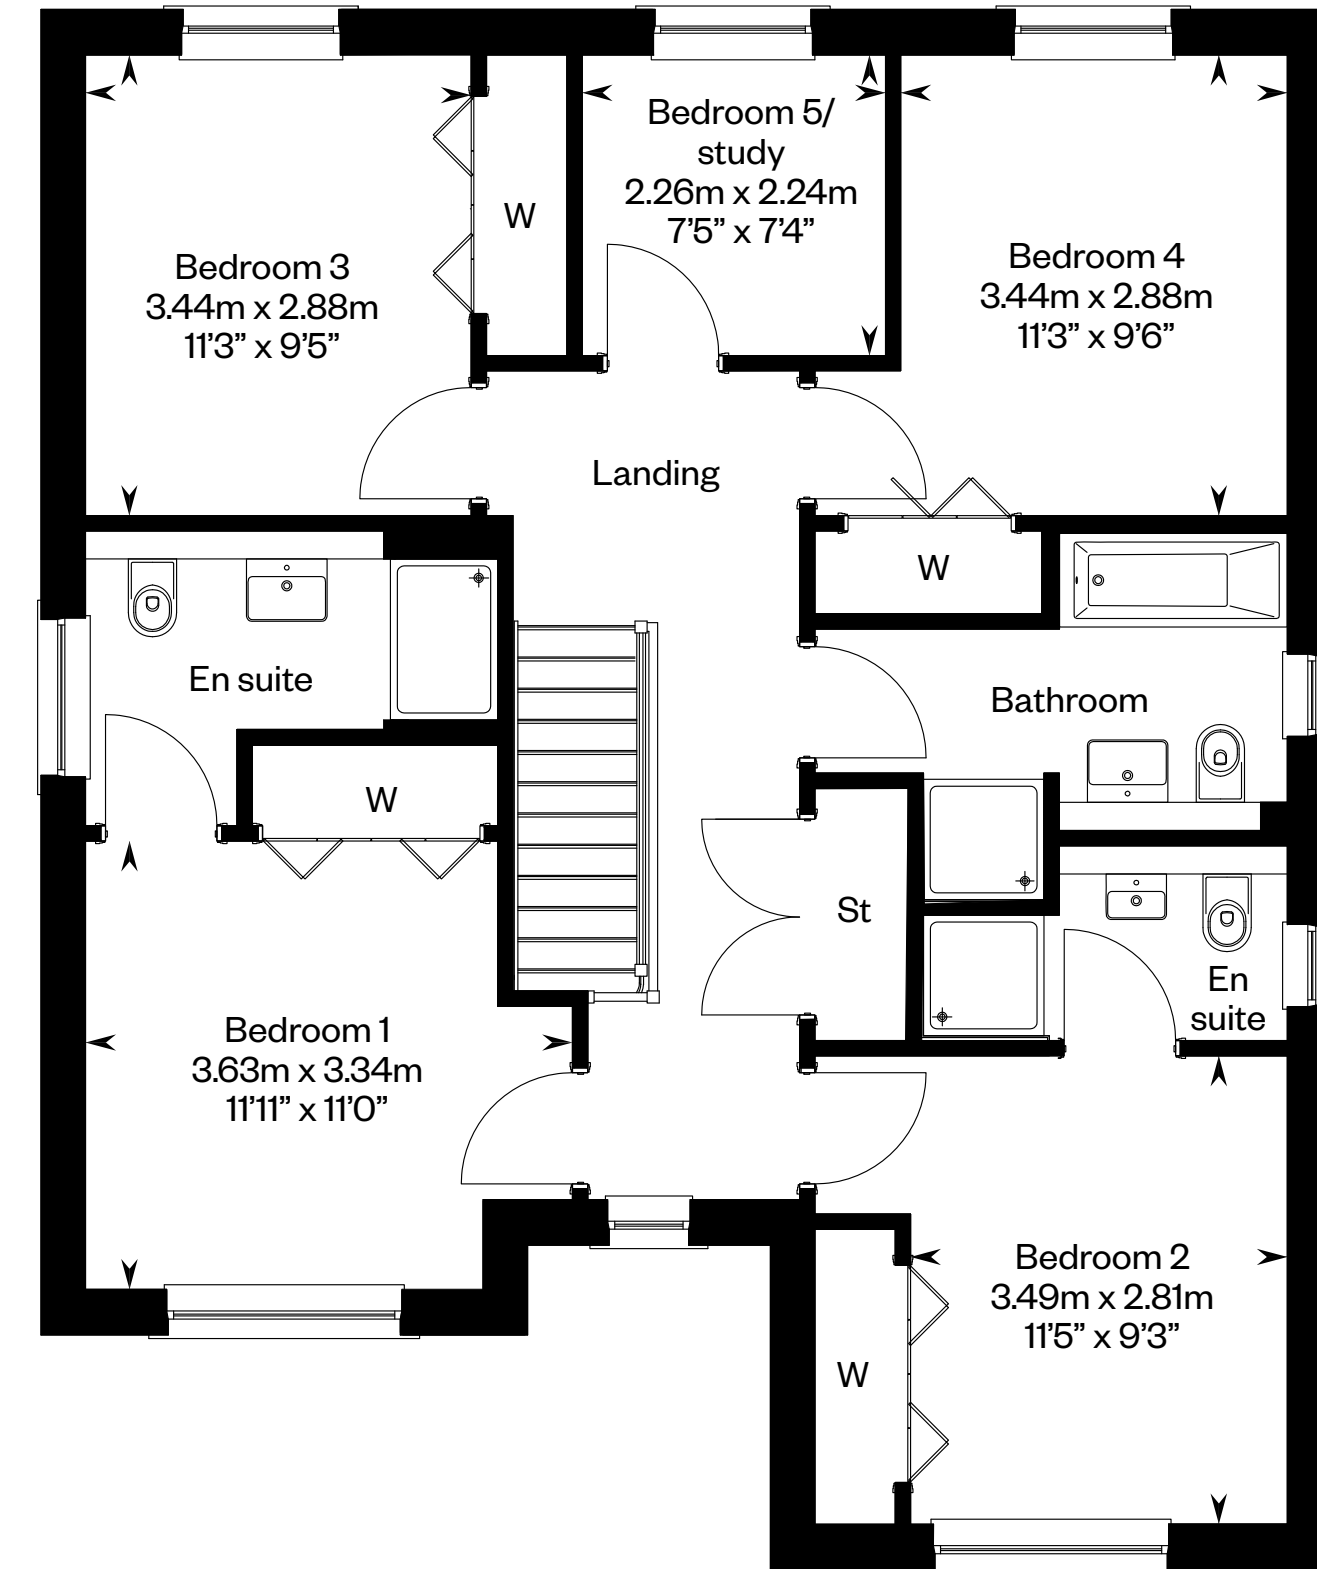 Bedroom 5/
study
2.26m x 2.24m
7’5” x 7’4”
W
Bedroom 3
3.44m x 2.88m
11’3” x 9’5”
Bedroom 4
3.44m x 2.88m
11’3” x 9’6”
Landing
W
En suite
Bathroom
W
St
En
suite
Bedroom 1
3.63m x 3.34m
11’11” x 11’0”
Bedroom 2
3.49m x 2.81m
11’5” x 9’3”
W